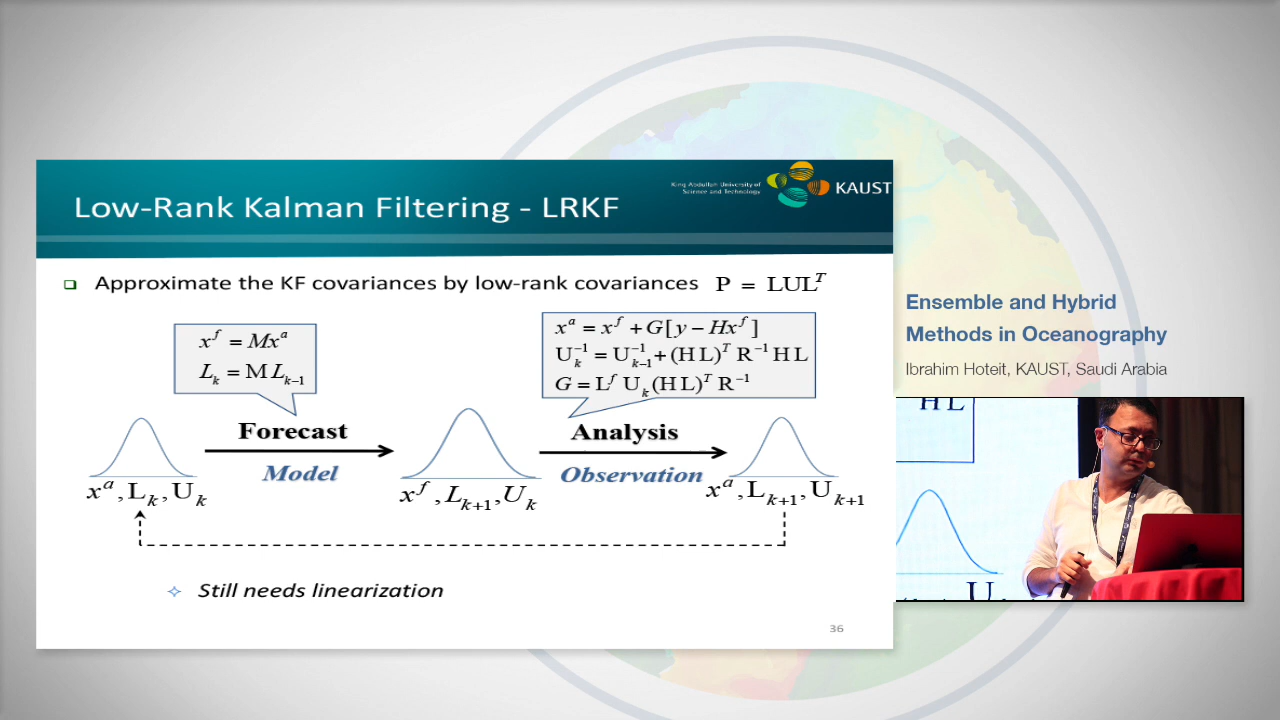 King Abdullah University of
Science and Technology
KAUST
Low-Rank Kalman Filtering - LRKF
Approximate the KF covariances by low-rank covariances P = LUL^T
x^f = Mx^a
L_k = M L_{k-1}
x^a = x^f + G[y − Hx^f]
U_k^{-1} = U_{k-1}^{-1} + (HL)^T R^{-1} HL
G = L^f U_k (HL)^T R^{-1}
Forecast
Model
Analysis
Observation
x^a, L_k, U_k
x^f, L_{k+1}, U_k
x^a, L_{k+1}, U_{k+1}
Still needs linearization
36
Ensemble and Hybrid
Methods in Oceanography
Ibrahim Hoteit, KAUST, Saudi Arabia
H L
U